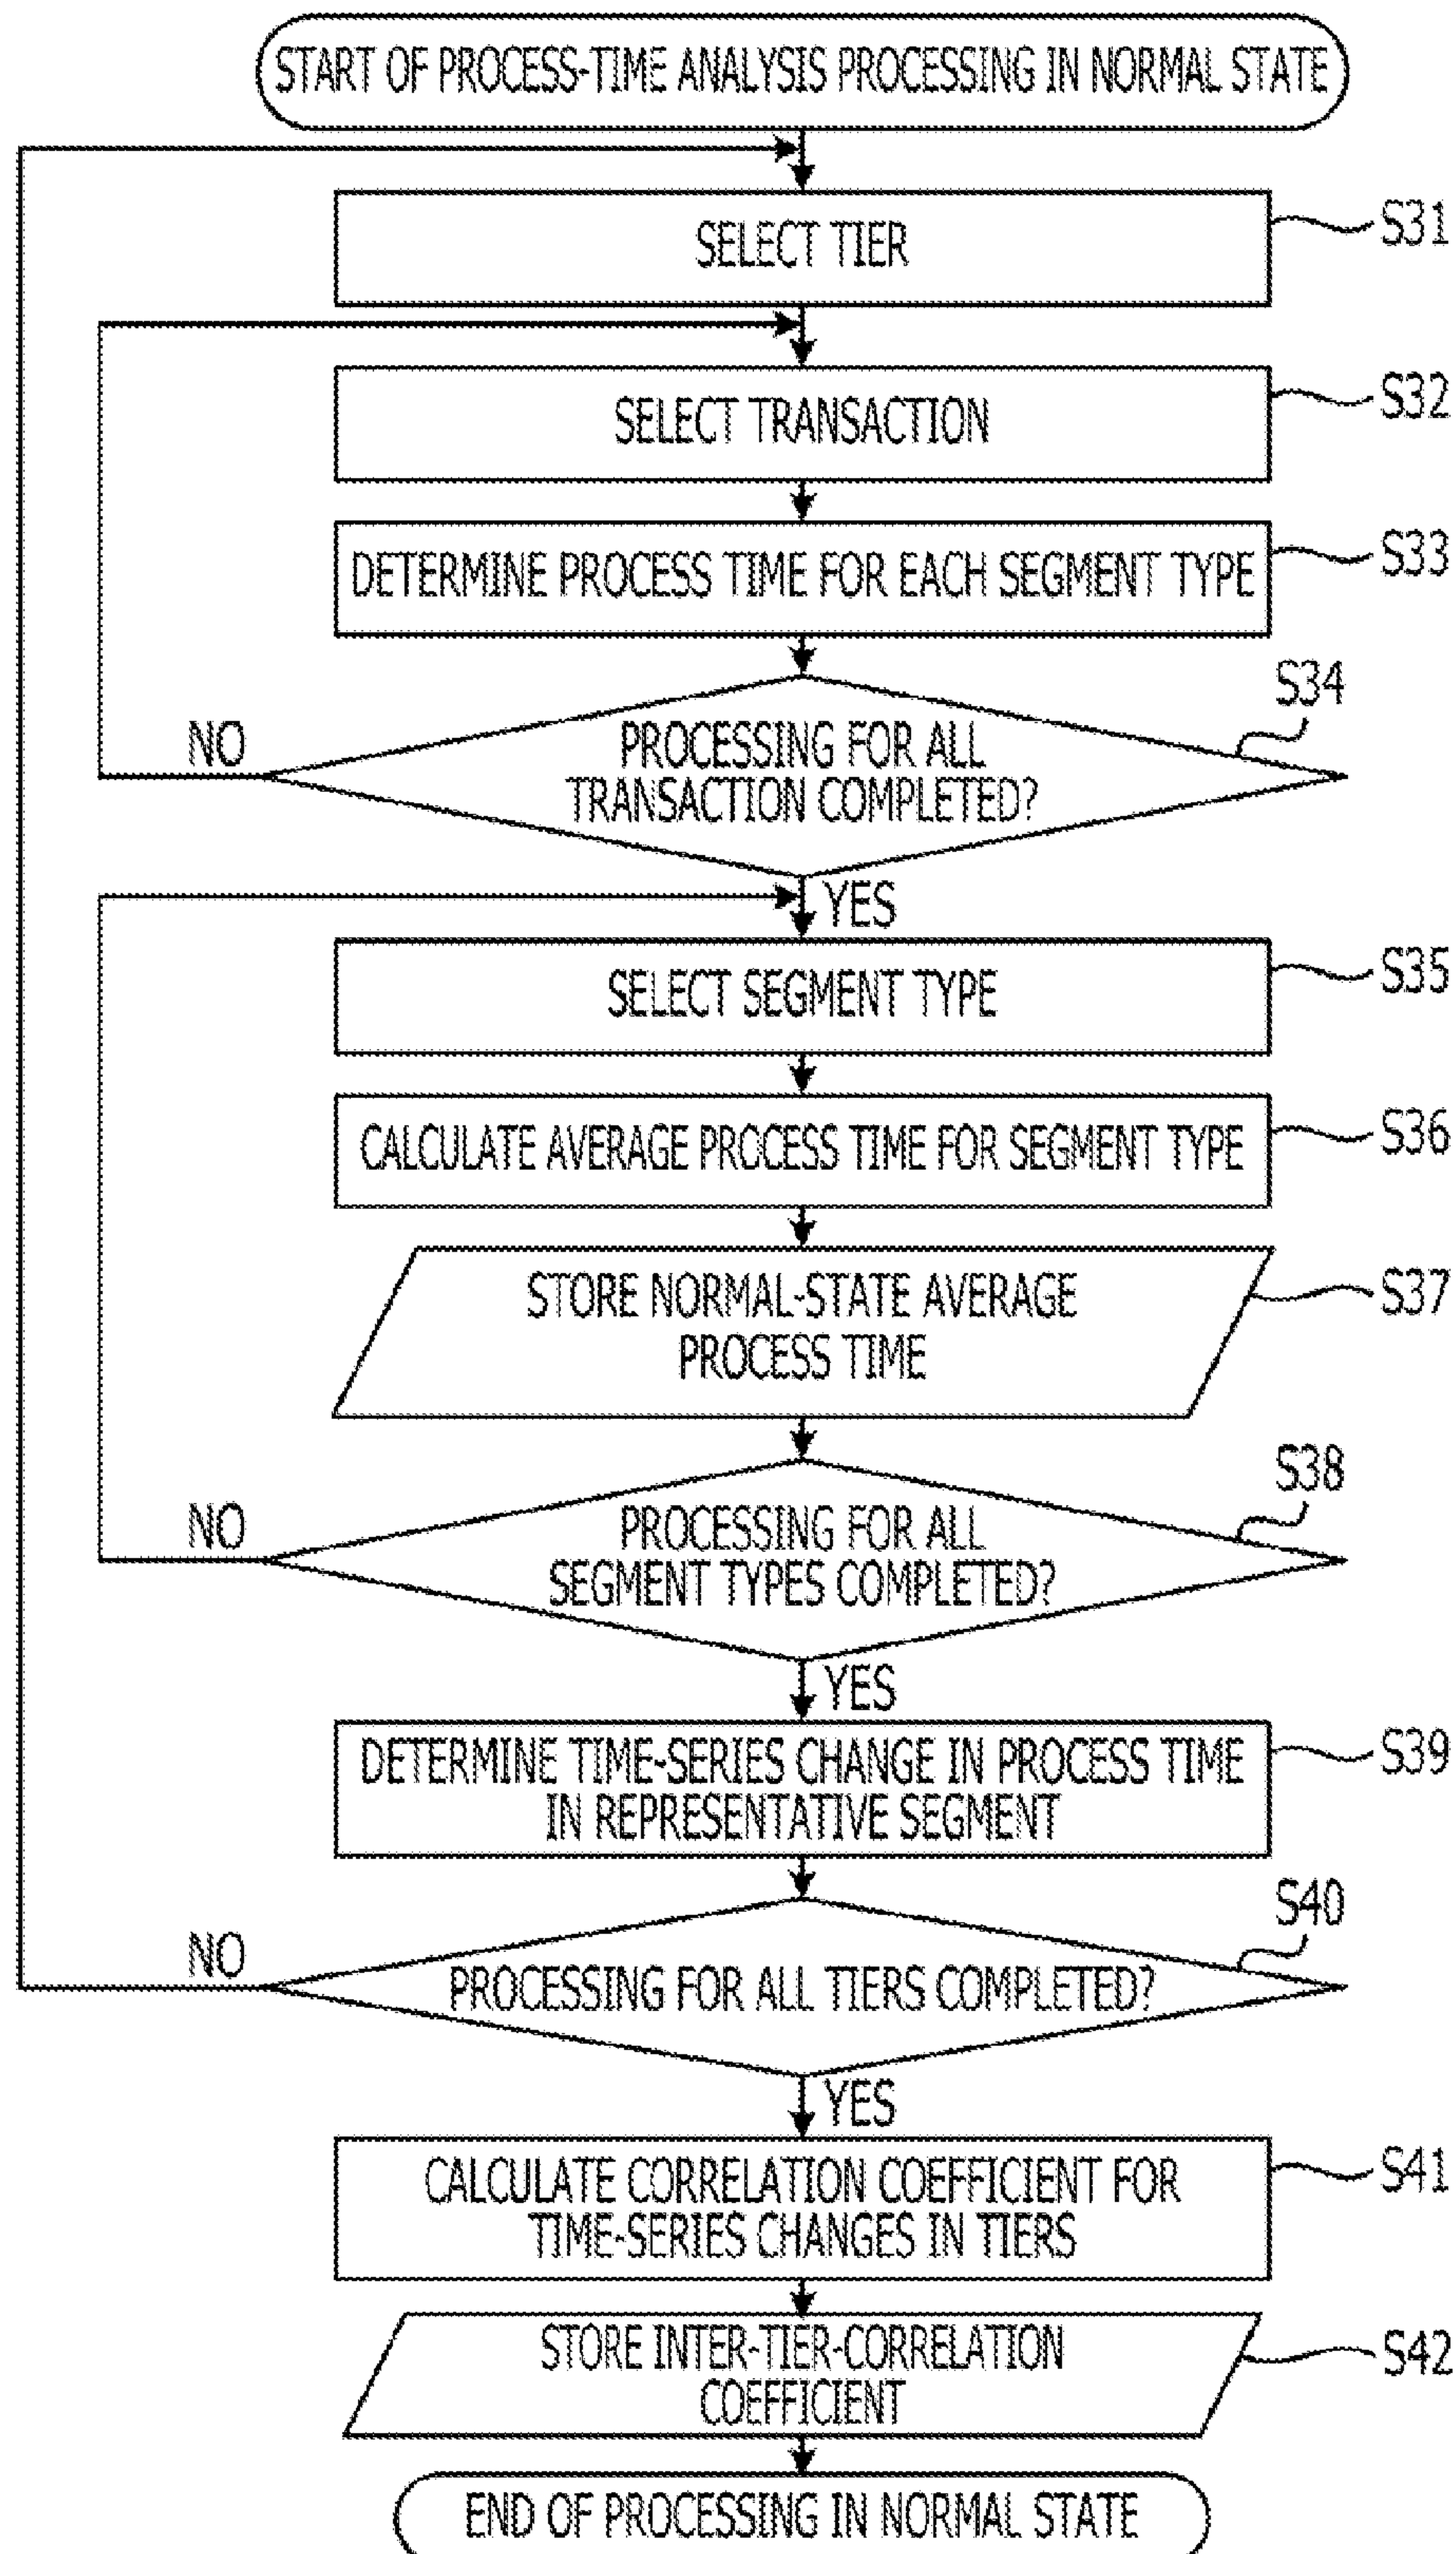 START OF PROCESS-TIME ANALYSIS PROCESSING IN NORMAL STATE
SELECT TIER
S31
SELECT TRANSACTION
S32
DETERMINE PROCESS TIME FOR EACH SEGMENT TYPE
S33
S34
NO
PROCESSING FOR ALL
TRANSACTION COMPLETED?
YES
SELECT SEGMENT TYPE
S35
CALCULATE AVERAGE PROCESS TIME FOR SEGMENT TYPE
S36
STORE NORMAL-STATE AVERAGE
PROCESS TIME
S37
S38
NO
PROCESSING FOR ALL
SEGMENT TYPES COMPLETED?
YES
DETERMINE TIME-SERIES CHANGE IN PROCESS TIME
IN REPRESENTATIVE SEGMENT
S39
S40
NO
PROCESSING FOR ALL TIERS COMPLETED?
YES
CALCULATE CORRELATION COEFFICIENT FOR
TIME-SERIES CHANGES IN TIERS
S41
STORE INTER-TIER-CORRELATION
COEFFICIENT
S42
END OF PROCESSING IN NORMAL STATE